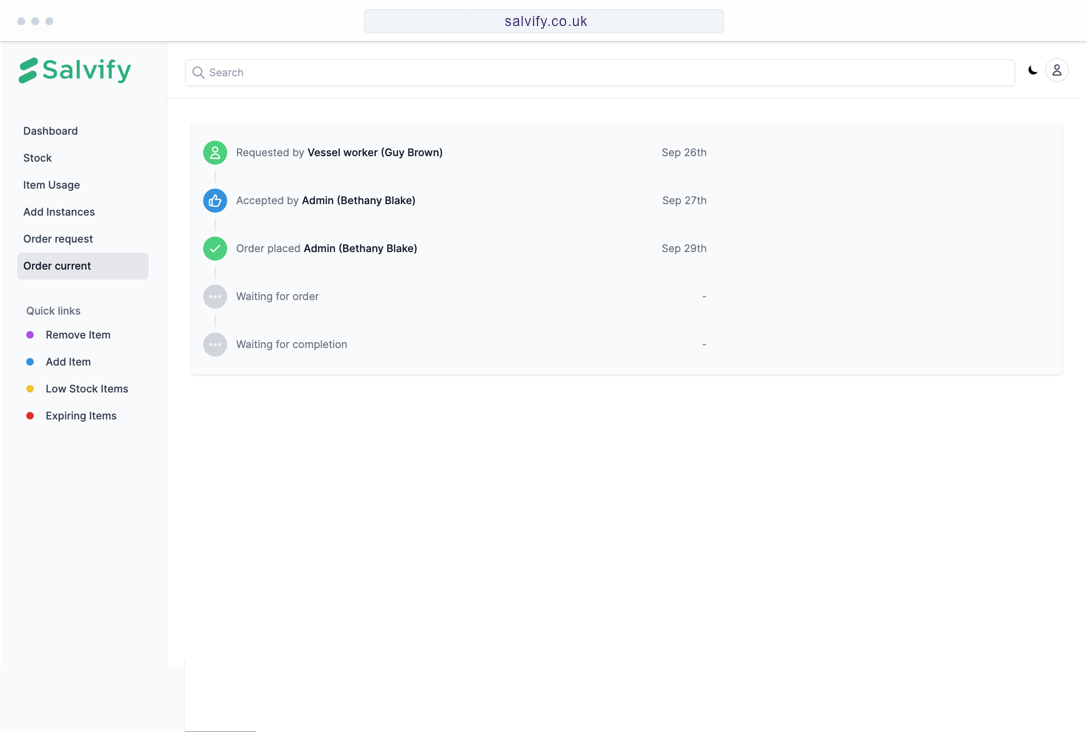 salvify.co.uk
Salvify
Search
Dashboard
Stock
Item Usage
Add Instances
Order request
Order current
Quick links
Remove Item
Add Item
Low Stock Items
Expiring Items
Requested by Vessel worker (Guy Brown) Sep 26th
Accepted by Admin (Bethany Blake) Sep 27th
Order placed Admin (Bethany Blake) Sep 29th
Waiting for order -
Waiting for completion -